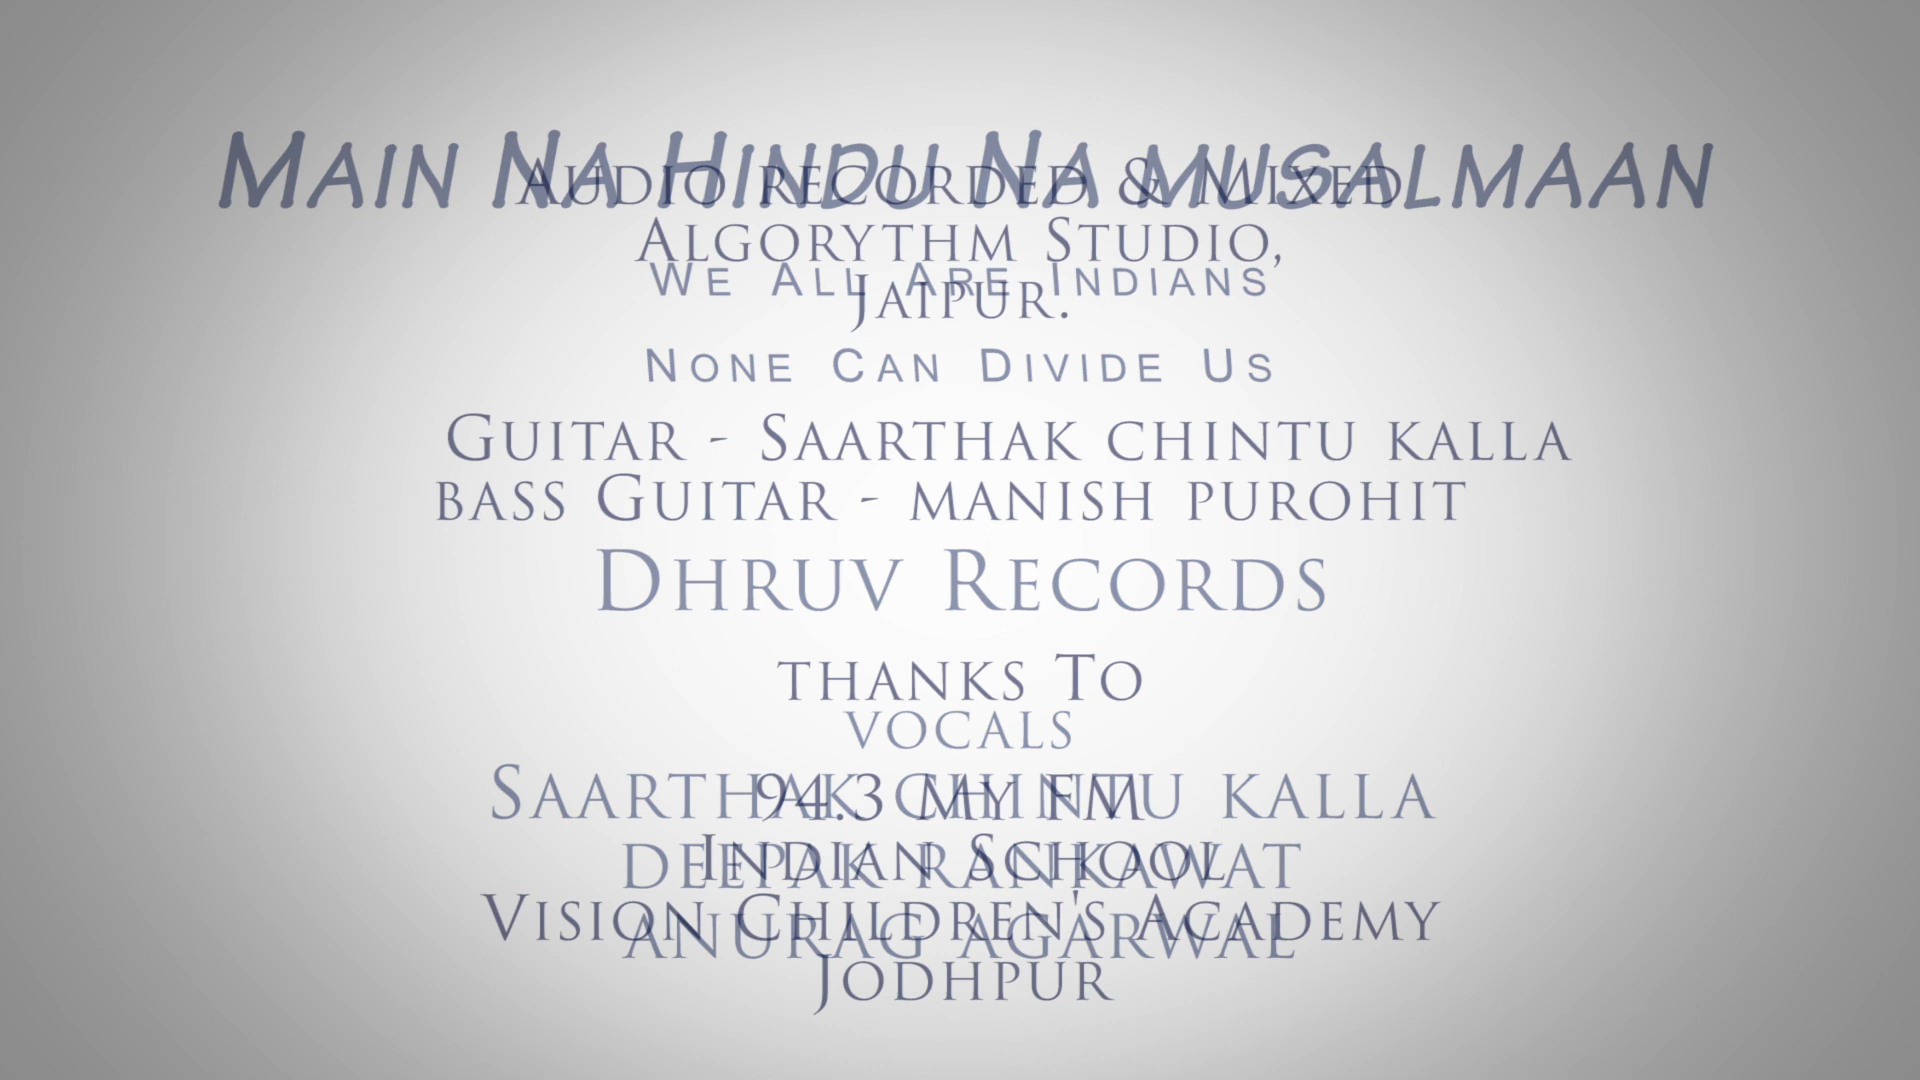 Main Na Hindu Na musalmaan
Audio recorded & Mixed
Algorythm Studio,
We All Are Indians
Jaipur.
None Can Divide Us
Guitar - Saarthak chintu kalla
bass Guitar - manish purohit
Dhruv Records
thanks To
vocals
Saarthak chintu kalla
94.3 My FM
Indian School
deepak rankawat
Vision Children's Academy
anurag agarwal
Jodhpur